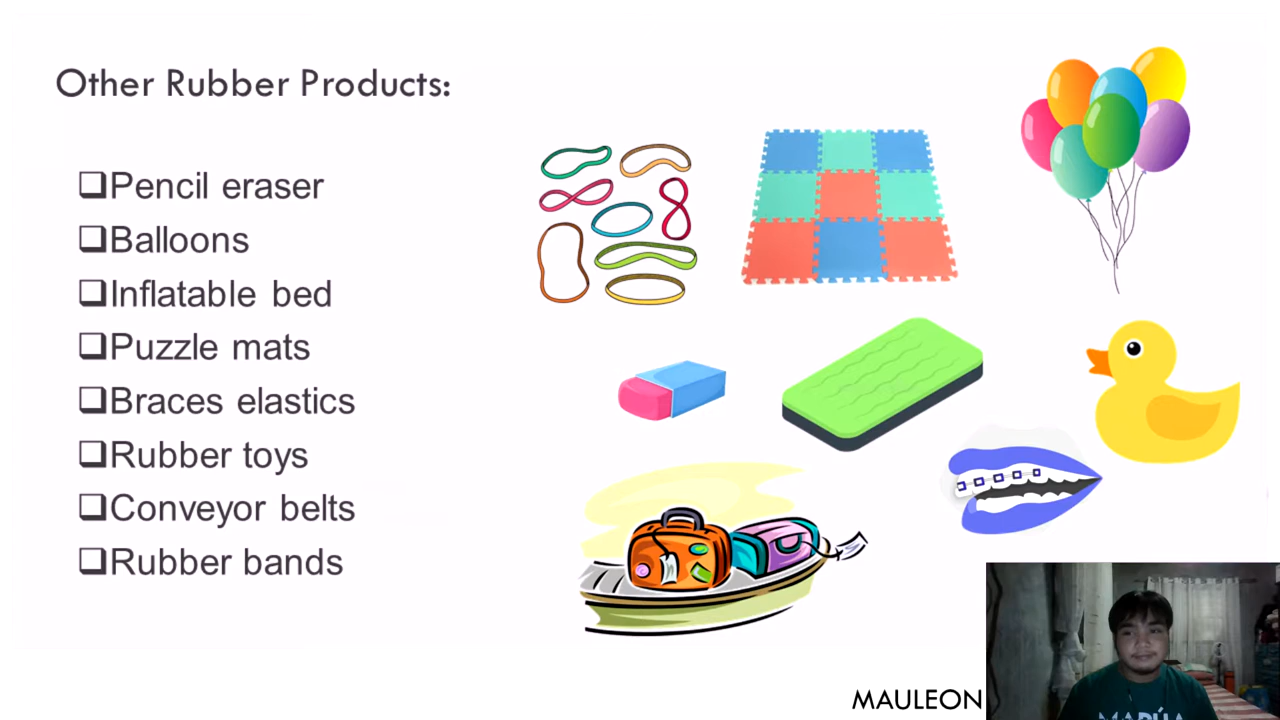 Other Rubber Products:
❑Pencil eraser
❑Balloons
❑Inflatable bed
❑Puzzle mats
❑Braces elastics
❑Rubber toys
❑Conveyor belts
❑Rubber bands
MAULEON
MAPÚA